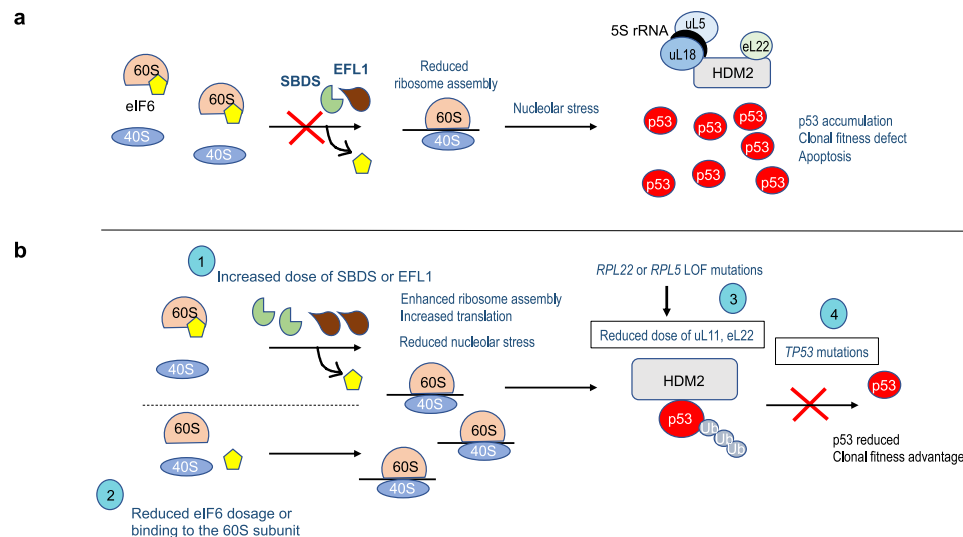 a
60S
eIF6
40S
60S
40S
SBDS
EFL1
Reduced
ribosome assembly
60S
40S
Nucleolar stress
5S rRNA
uL5
uL18
eL22
HDM2
p53
p53
p53
p53
p53
p53
p53
p53
p53 accumulation
Clonal fitness defect
Apoptosis
b
1
Increased dose of SBDS or EFL1
60S
40S
Enhanced ribosome assembly
Increased translation
Reduced nucleolar stress
60S
40S
60S
40S
60S
40S
60S
40S
2
Reduced eIF6 dosage or
binding to the 60S subunit
RPL22 or RPL5 LOF mutations
3
Reduced dose of uL11, eL22
HDM2
p53
Ub
Ub
Ub
4
TP53 mutations
p53
p53 reduced
Clonal fitness advantage